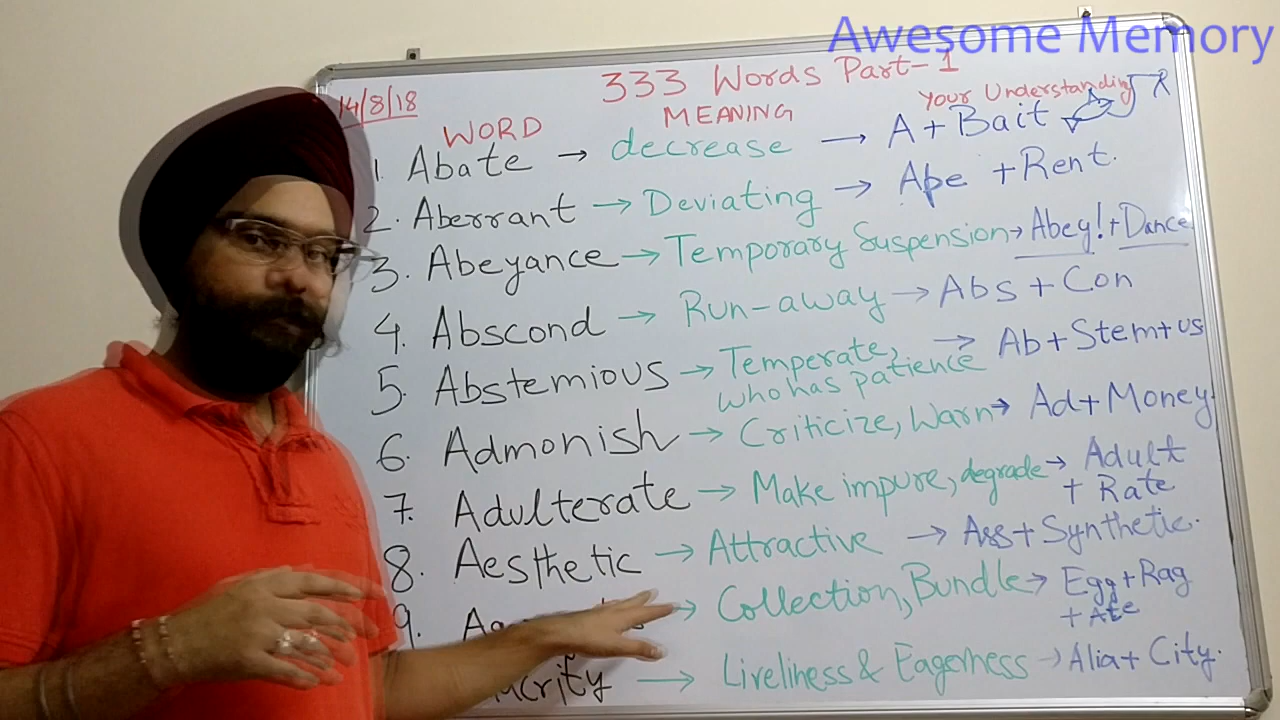 Awesome Memory
333 Words Part-1
14/8/18
WORD MEANING Your Understanding
1. Abate → decrease → A + Bait
2. Aberrant → Deviating → Ape + Rent.
3. Abeyance → Temporary Suspension → Abey! + Dance
4. Abscond → Run-away → Abs + Con
5. Abstemious → Temperate, → Ab + Stem + us
who has patience
6. Admonish → Criticize, Warn → Ad + Money
7. Adulterate → Make impure, degrade → Adult
+ Rate
8. Aesthetic → Attractive → Ass + Synthetic.
9. → Collection, Bundle → Egg + Rag
+ Ate
→ Liveliness & Eagerness → Alia + City.